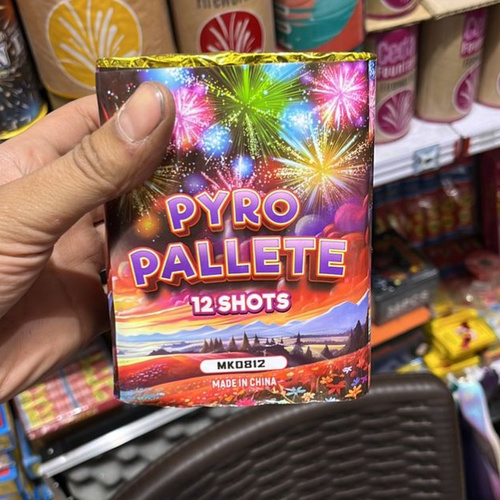 PYRO
PALLETE
12 SHOTS
MK0812
MADE IN CHINA